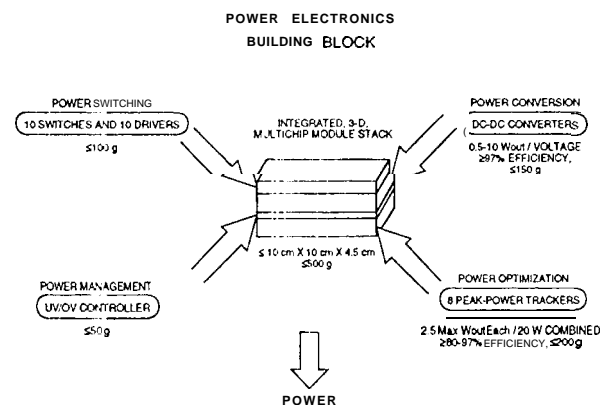 POWER ELECTRONICS
BUILDING BLOCK
POWER SWITCHING
10 SWITCHES AND 10 DRIVERS
≤100 g
INTEGRATED, 3-D,
MULTICHIP MODULE STACK
POWER CONVERSION
DC-DC CONVERTERS
0.5-10 Wout / VOLTAGE
≥97% EFFICIENCY,
≤150 g
≤ 10 cm X 10 cm X 4.5 cm
≤500 g
POWER MANAGEMENT
UV/OV CONTROLLER
≤50g
POWER OPTIMIZATION
8 PEAK-POWER TRACKERS
2.5 Max Wout Each / 20 W COMBINED
≥80-97% EFFICIENCY, ≤200g
POWER